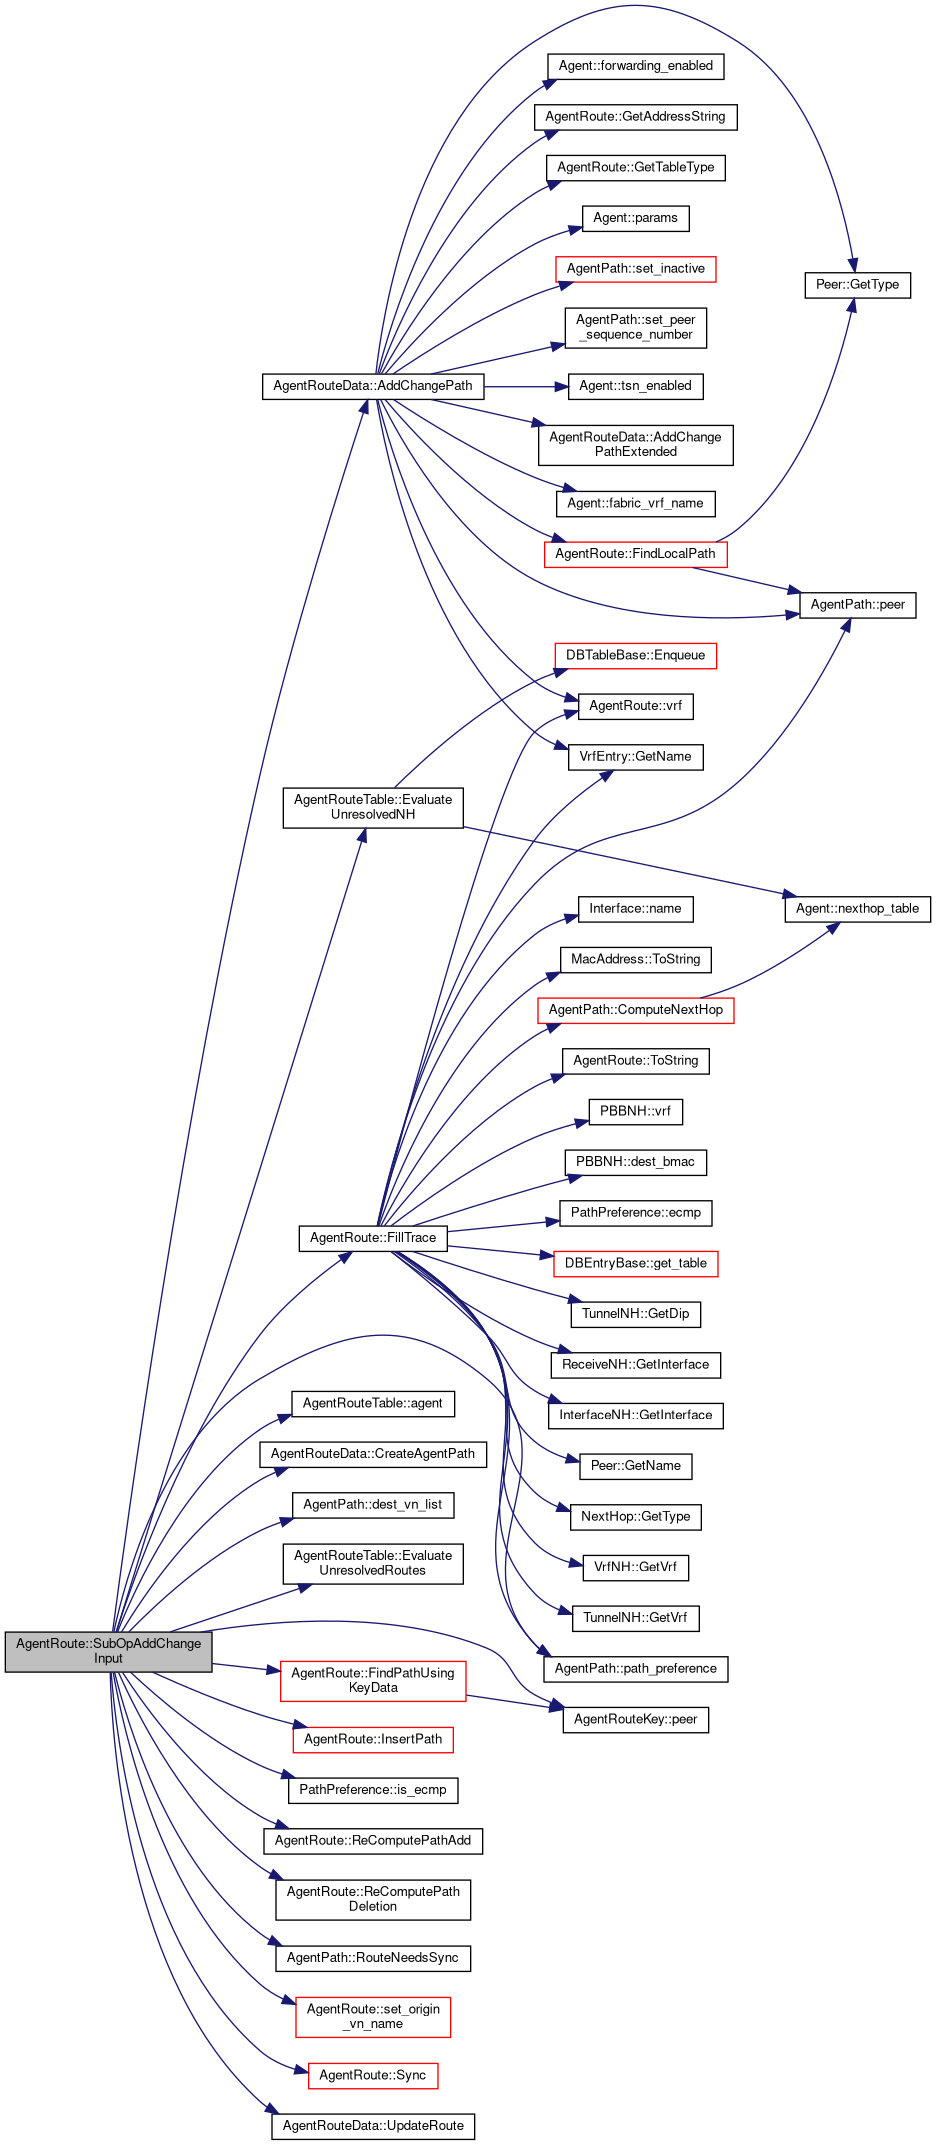 Agent::forwarding_enabled
AgentRoute::GetAddressString
AgentRoute::GetTableType
Agent::params
AgentPath::set_inactive
Peer::GetType
AgentPath::set_peer
_sequence_number
AgentRouteData::AddChangePath
Agent::tsn_enabled
AgentRouteData::AddChange
PathExtended
Agent::fabric_vrf_name
AgentRoute::FindLocalPath
AgentPath::peer
DBTableBase::Enqueue
AgentRoute::vrf
VrfEntry::GetName
AgentRouteTable::Evaluate
UnresolvedNH
Interface::name
Agent::nexthop_table
MacAddress::ToString
AgentPath::ComputeNextHop
AgentRoute::ToString
PBBNH::vrf
PBBNH::dest_bmac
PathPreference::ecmp
AgentRoute::FillTrace
DBEntryBase::get_table
TunnelNH::GetDip
ReceiveNH::GetInterface
AgentRouteTable::agent
InterfaceNH::GetInterface
AgentRouteData::CreateAgentPath
Peer::GetName
AgentPath::dest_vn_list
NextHop::GetType
AgentRouteTable::Evaluate
UnresolvedRoutes
VrfNH::GetVrf
TunnelNH::GetVrf
AgentRoute::SubOpAddChange
Input
AgentPath::path_preference
AgentRoute::FindPathUsing
KeyData
AgentRouteKey::peer
AgentRoute::InsertPath
PathPreference::is_ecmp
AgentRoute::ReComputePathAdd
AgentRoute::ReComputePath
Deletion
AgentPath::RouteNeedsSync
AgentRoute::set_origin
_vn_name
AgentRoute::Sync
AgentRouteData::UpdateRoute